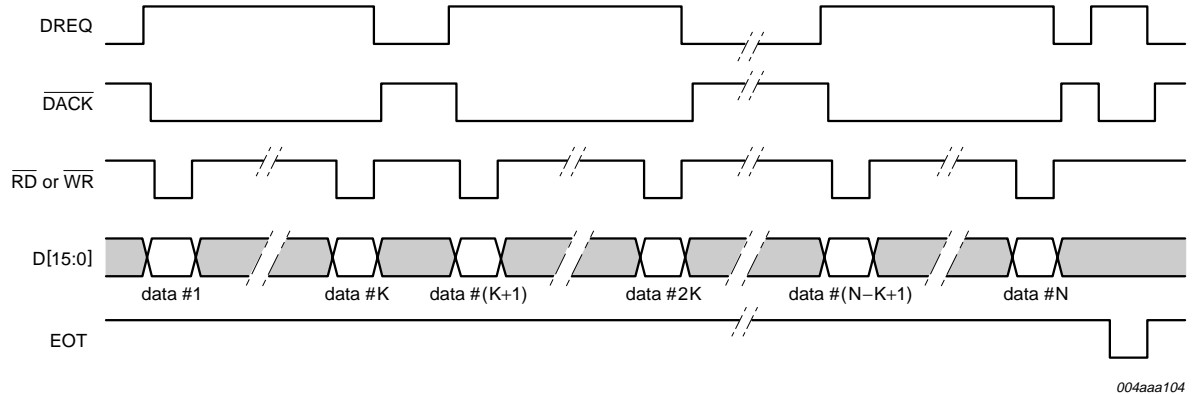 DREQ
DACK
RD or WR
D[15:0]
data #1 data #K data #(K+1) data #2K data #(N−K+1) data #N
EOT
004aaa104